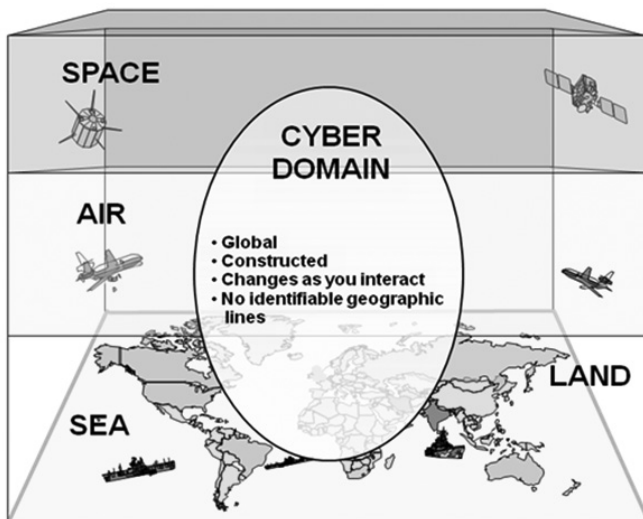 SPACE
CYBER
DOMAIN
AIR
• Global
• Constructed
• Changes as you interact
• No identifiable geographic
lines
LAND
SEA